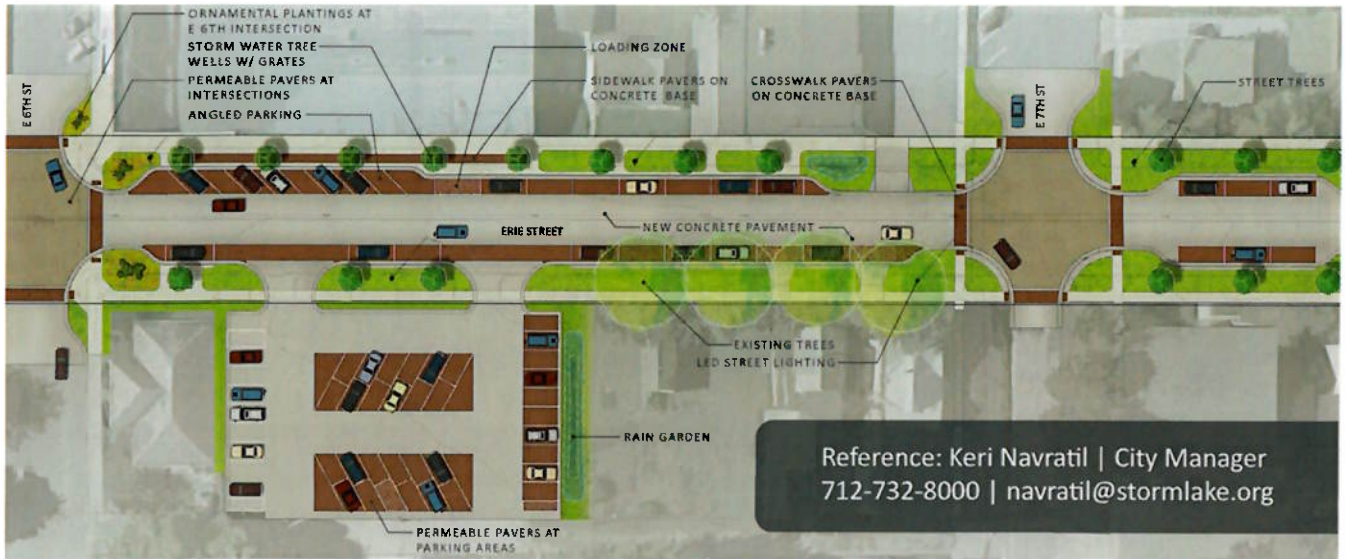 ORNAMENTAL PLANTINGS AT
E 6TH INTERSECTION
STORM WATER TREE
WELLS W/ GRATES
PERMEABLE PAVERS AT
INTERSECTIONS
ANGLED PARKING
LOADING ZONE
SIDEWALK PAVERS ON
CONCRETE BASE
CROSSWALK PAVERS
ON CONCRETE BASE
STREET TREES
E 6TH ST
E 7TH ST
ERIE STREET
NEW CONCRETE PAVEMENT
EXISTING TREES
LED STREET LIGHTING
RAIN GARDEN
PERMEABLE PAVERS AT
PARKING AREAS
Reference: Keri Navratil | City Manager
712-732-8000 | navratil@stormlake.org